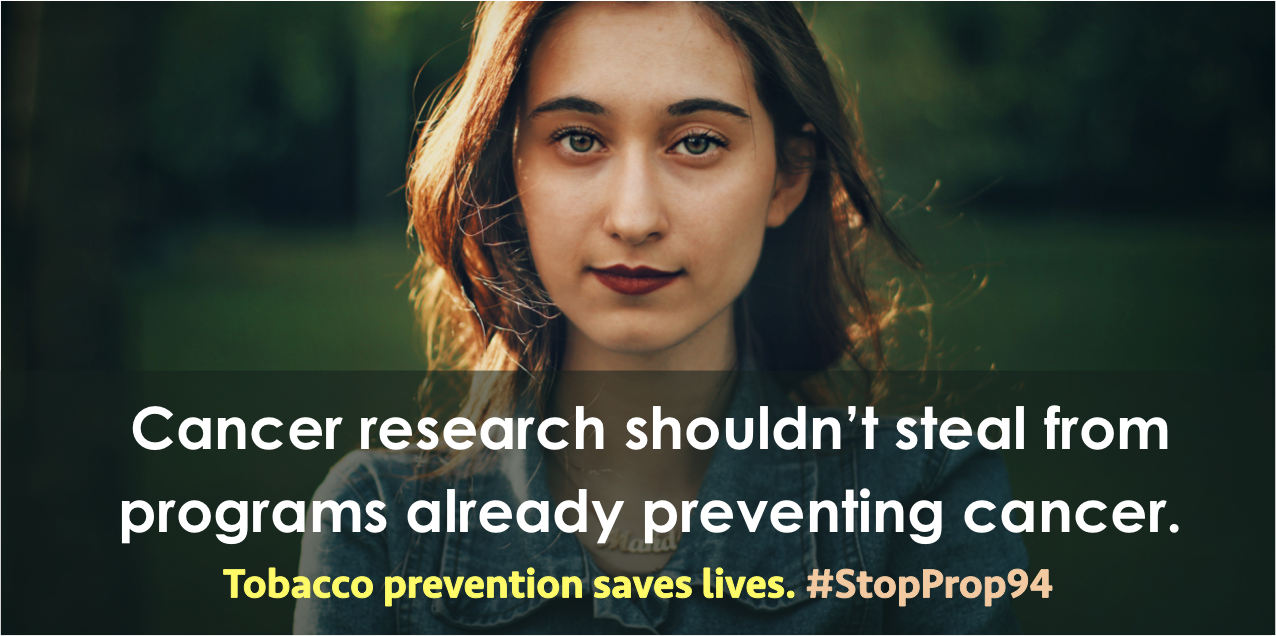 Cancer research shouldn’t steal from
programs already preventing cancer.
Tobacco prevention saves lives. #StopProp94